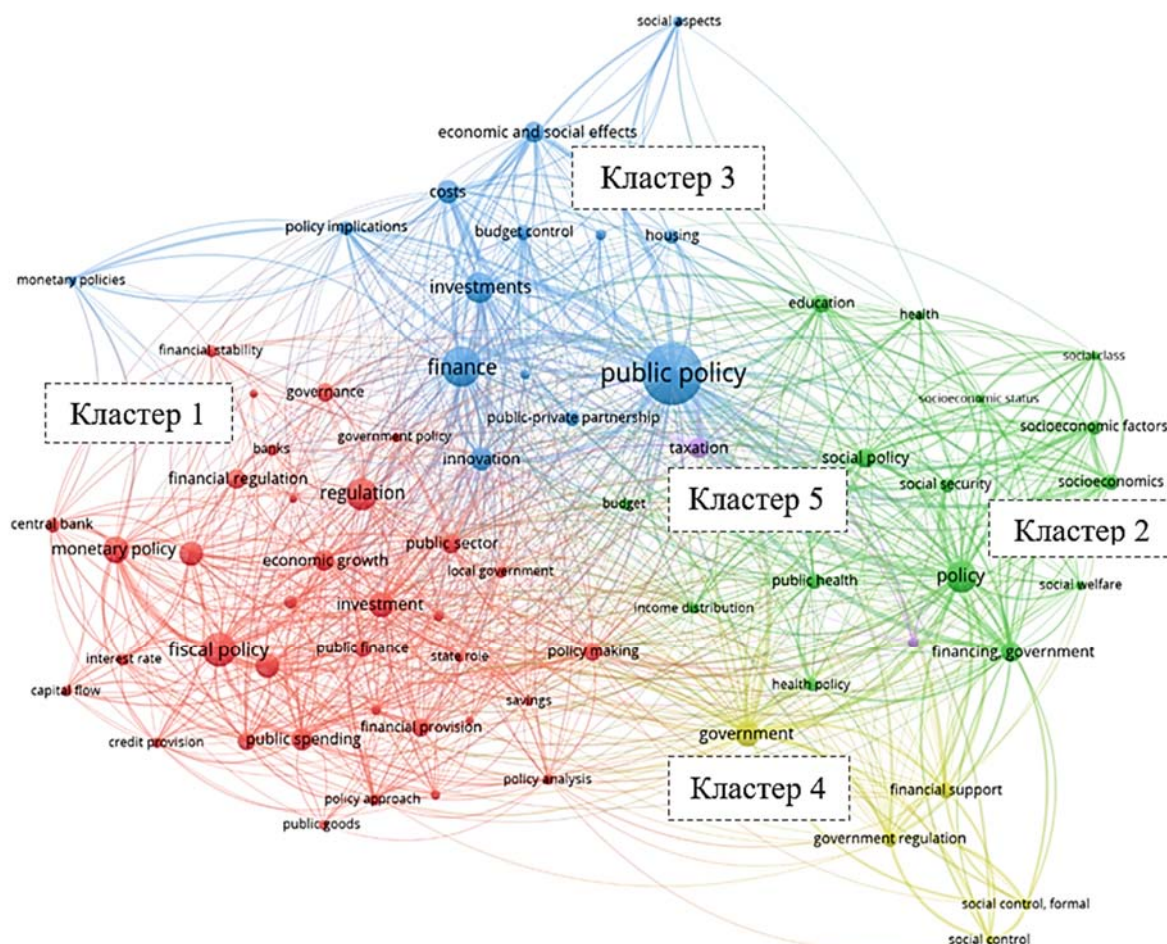 social aspects
economic and social effects
Кластер 3
costs
policy implications
budget control
housing
monetary policies
investments
education
health
financial stability
social class
finance
public policy
governance
socioeconomic status
Кластер 1
public-private partnership
socioeconomic factors
government policy
banks
innovation
taxation
social policy
financial regulation
regulation
Кластер 5
social security
socioeconomics
budget
central bank
Кластер 2
monetary policy
public sector
economic growth
local government
public health
policy
social welfare
investment
income distribution
fiscal policy
public finance
state role
policy making
financing, government
interest rate
capital flow
health policy
savings
credit provision
public spending
financial provision
government
policy analysis
Кластер 4
financial support
policy approach
public goods
government regulation
social control, formal
social control